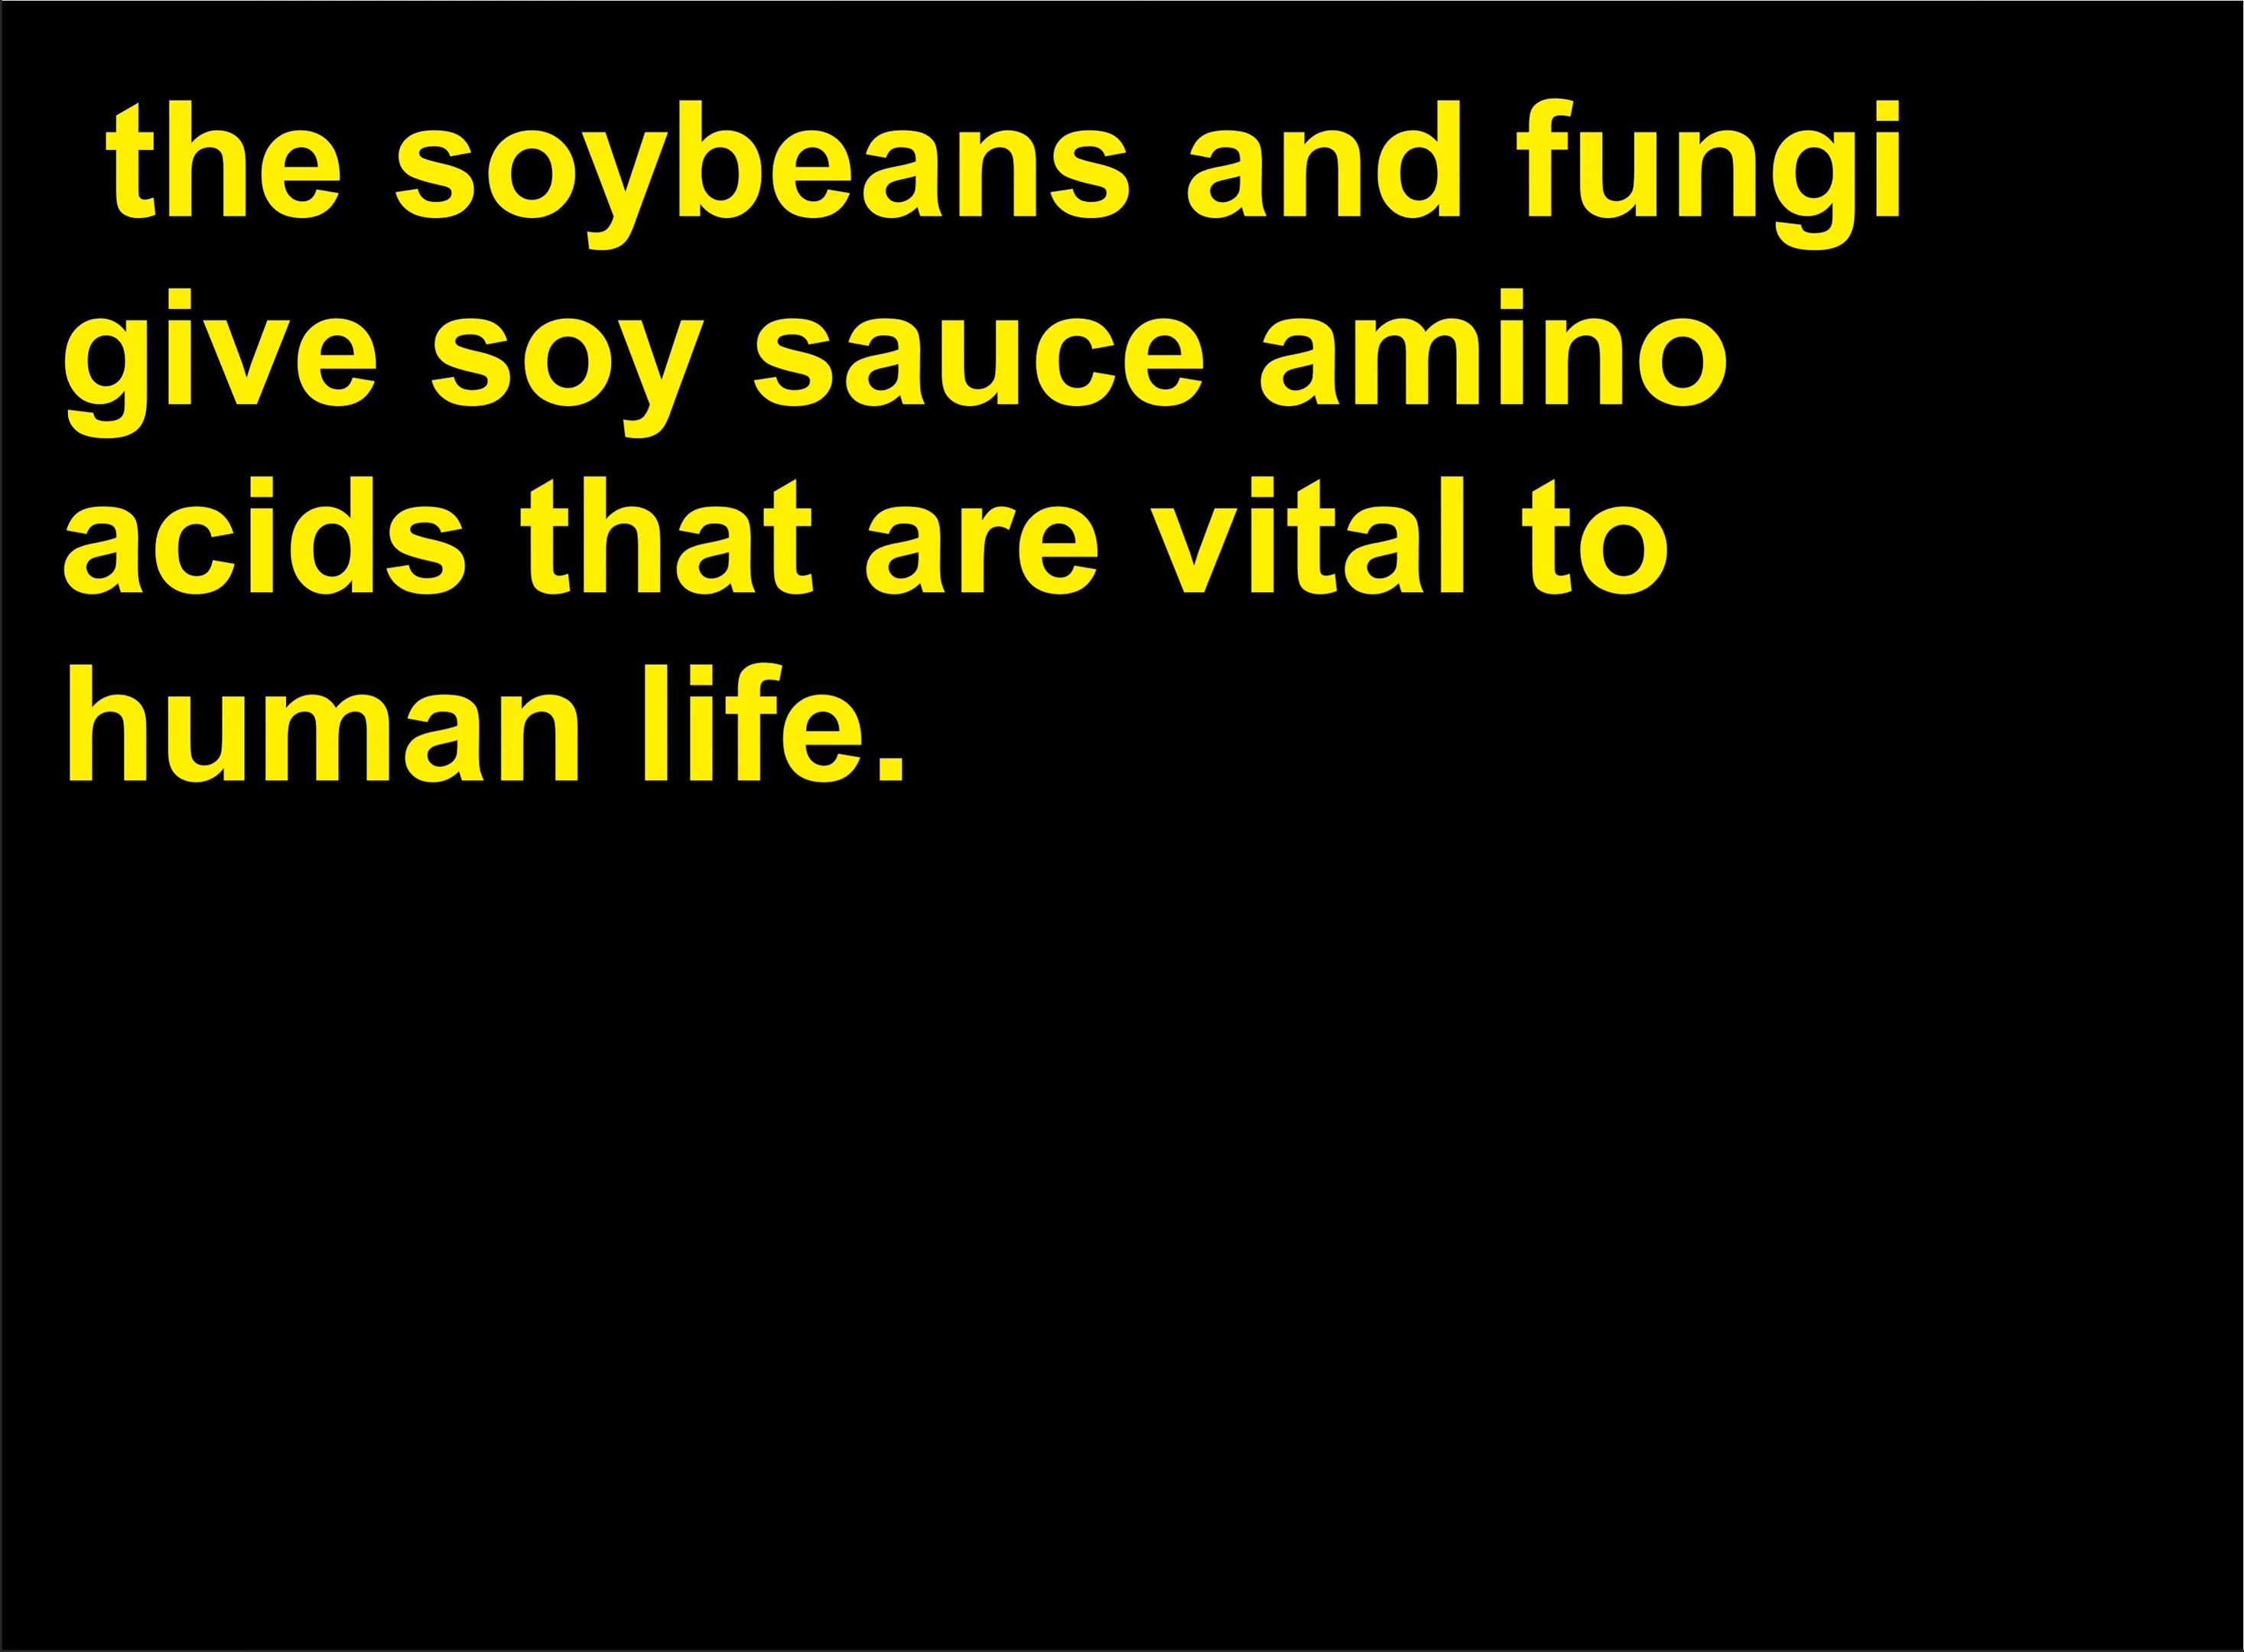 the soybeans and fungi
give soy sauce amino
acids that are vital to
human life.